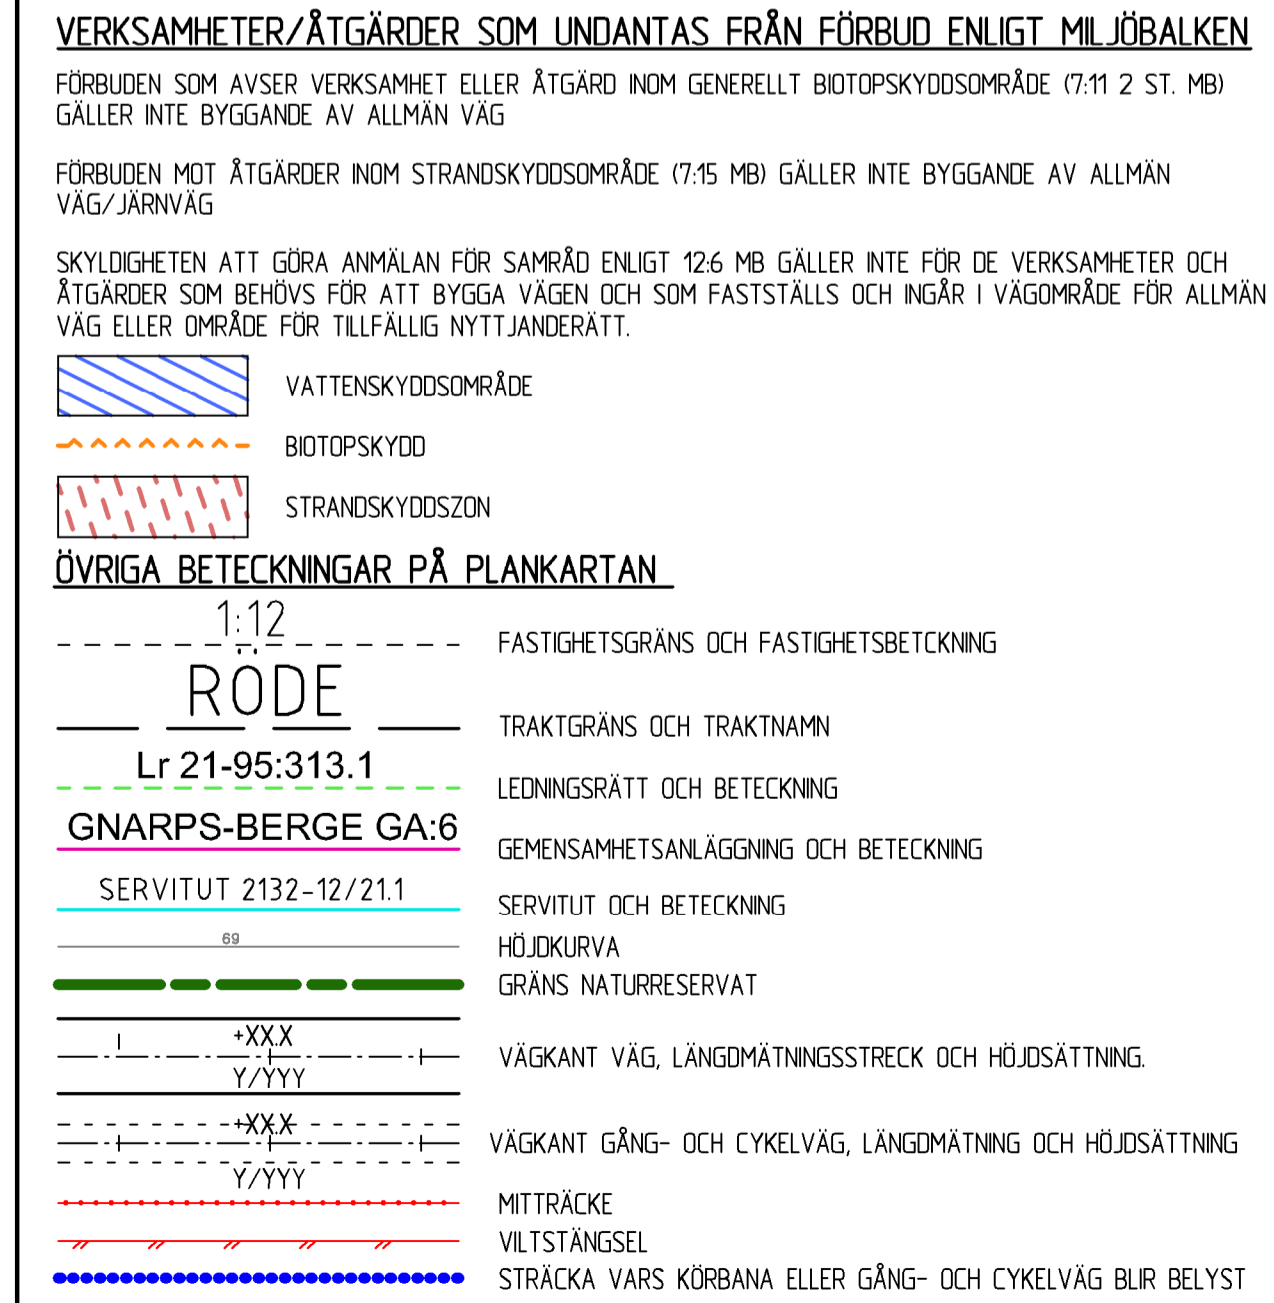 VERKSAMHETER/ÅTGÄRDER SOM UNDANTAS FRÅN FÖRBUD ENLIGT MILJÖBALKEN
FÖRBUDEN SOM AVSER VERKSAMHET ELLER ÅTGÄRD INOM GENERELLT BIOTOPSKYDDSOMRÅDE (7:11 2 ST. MB)
GÄLLER INTE BYGGANDE AV ALLMÄN VÄG
FÖRBUDEN MOT ÅTGÄRDER INOM STRANDSKYDDSOMRÅDE (7:15 MB) GÄLLER INTE BYGGANDE AV ALLMÄN
VÄG/JÄRNVÄG
SKYLDIGHETEN ATT GÖRA ANMÄLAN FÖR SAMRÅD ENLIGT 12:6 MB GÄLLER INTE FÖR DE VERKSAMHETER OCH
ÅTGÄRDER SOM BEHÖVS FÖR ATT BYGGA VÄGEN OCH SOM FASTSTÄLLS OCH INGÅR I VÄGOMRÅDE FÖR ALLMÄN
VÄG ELLER OMRÅDE FÖR TILLFÄLLIG NYTTJANDERÄTT.
VATTENSKYDDSOMRÅDE
BIOTOPSKYDD
STRANDSKYDDSZON
ÖVRIGA BETECKNINGAR PÅ PLANKARTAN
1:12
FASTIGHETSGRÄNS OCH FASTIGHETSBETCKNING
RÖDE
TRAKTGRÄNS OCH TRAKTNAMN
Lr 21-95:313.1
LEDNINGSRÄTT OCH BETECKNING
GNARPS-BERGE GA:6
GEMENSAMHETSANLÄGGNING OCH BETECKNING
SERVITUT 2132-12/21.1
SERVITUT OCH BETECKNING
69
HÖJDKURVA
GRÄNS NATURRESERVAT
+XX.X
VÄGKANT VÄG, LÄNGDMÄTNINGSSTRECK OCH HÖJDSÄTTNING.
Y/YYY
+XX.X
VÄGKANT GÅNG- OCH CYKELVÄG, LÄNGDMÄTNING OCH HÖJDSÄTTNING
Y/YYY
MITTRÄCKE
VILTSTÄNGSEL
STRÄCKA VARS KÖRBANA ELLER GÅNG- OCH CYKELVÄG BLIR BELYST